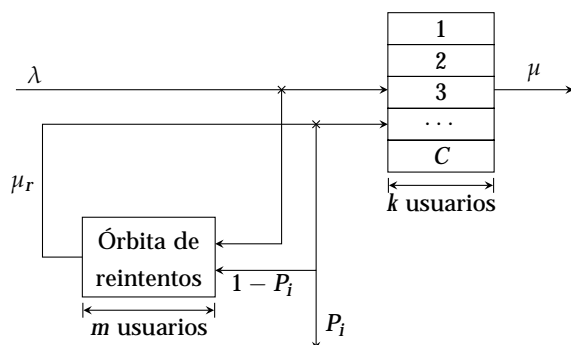 1
2
λ
3
μ
· · ·
C
μr
k usuarios
Órbita de
reintentos
1 − Pi
m usuarios
Pi